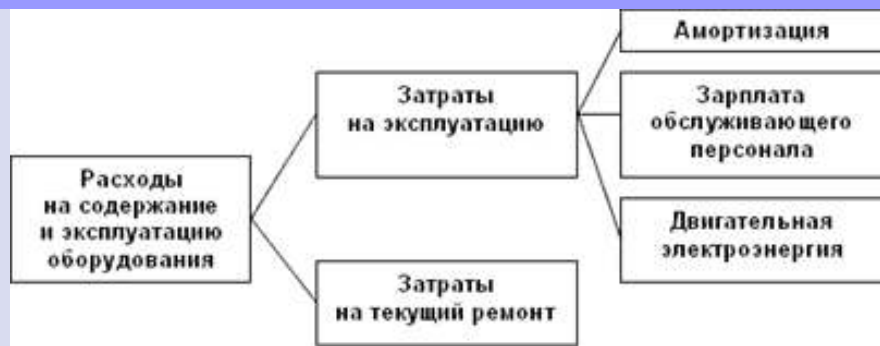 Расходы
на содержание
и эксплуатацию
оборудования
Затраты
на эксплуатацию
Затраты
на текущий ремонт
Амортизация
Зарплата
обслуживающего
персонала
Двигательная
электроэнергия